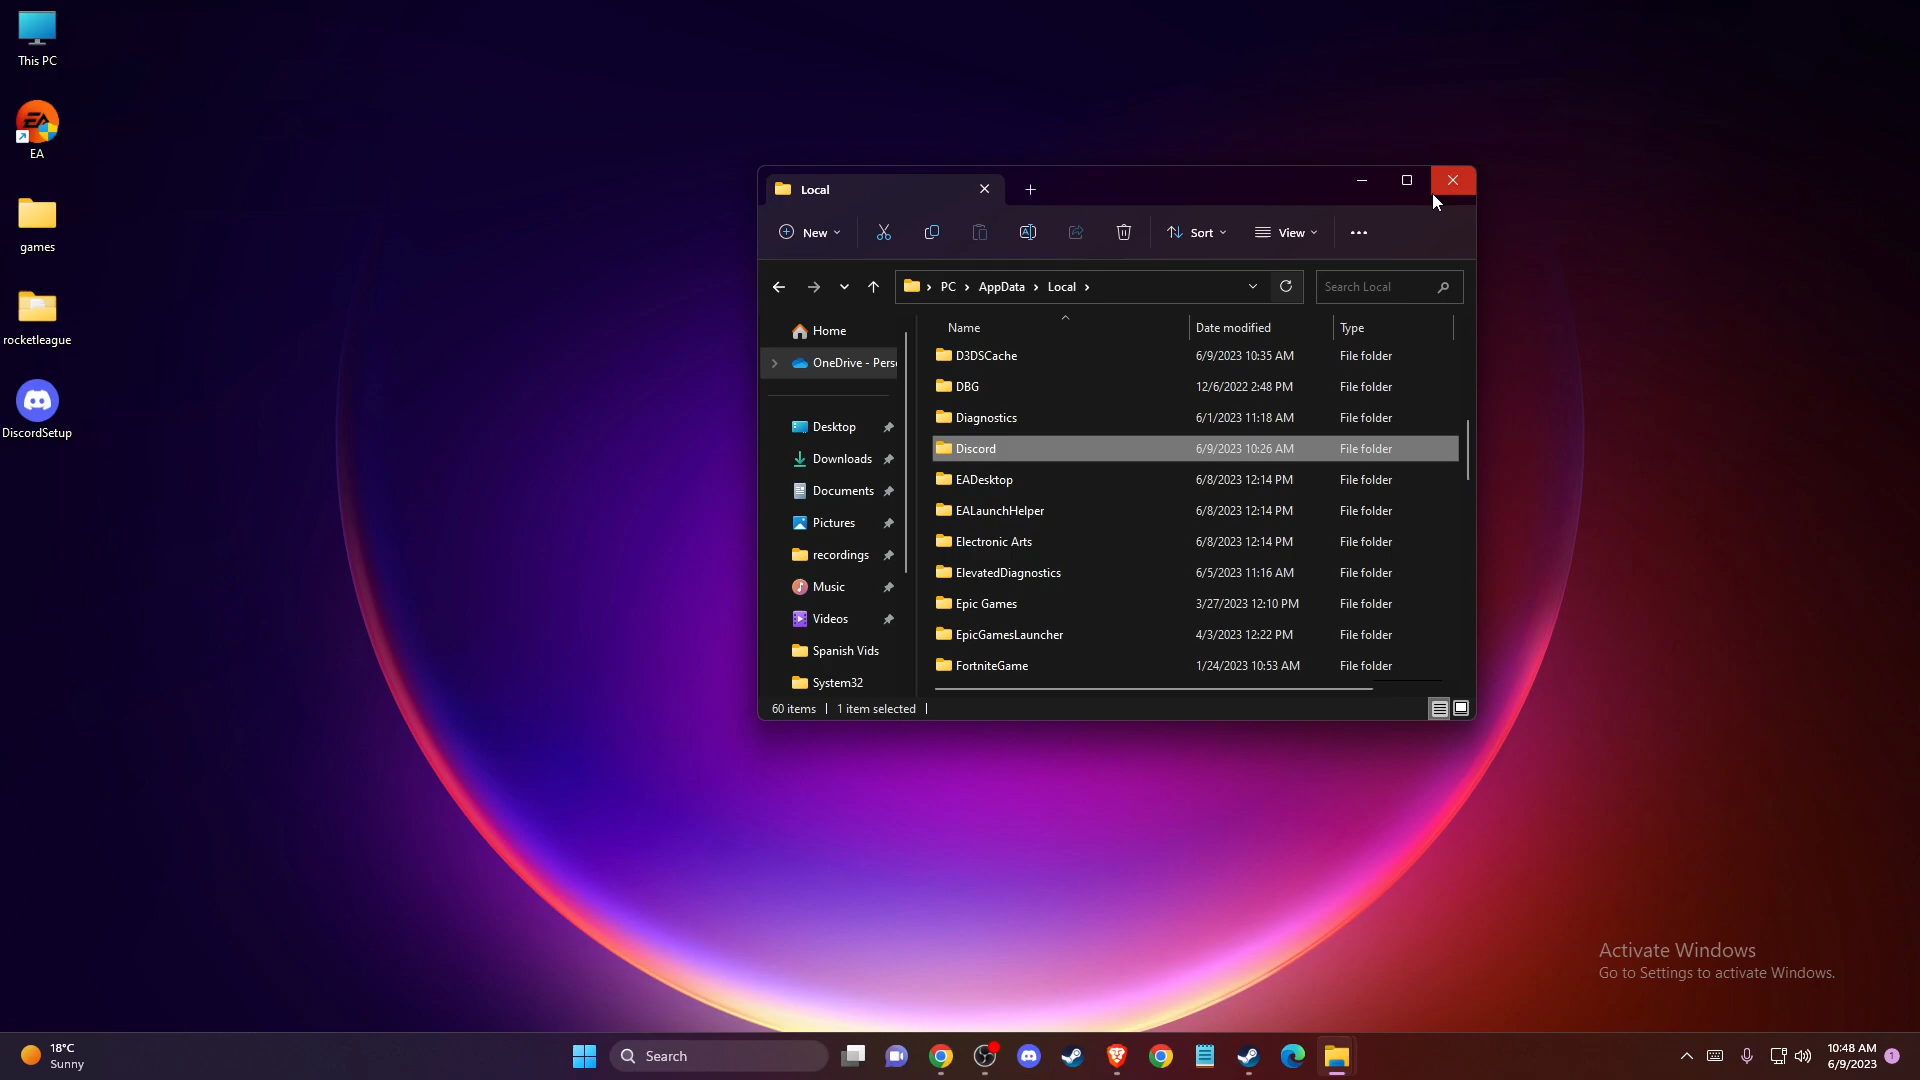 This PC
EA
games
rocketleague
DiscordSetup
Local
New
Sort
View
PC > AppData > Local >
Search Local
Home
OneDrive - Pers
Desktop
Downloads
Documents
Pictures
recordings
Music
Videos
Spanish Vids
System32
Name Date modified Type
D3DSCache 6/9/2023 10:35 AM File folder
DBG 12/6/2022 2:48 PM File folder
Diagnostics 6/1/2023 11:18 AM File folder
Discord 6/9/2023 10:26 AM File folder
EADesktop 6/8/2023 12:14 PM File folder
EALaunchHelper 6/8/2023 12:14 PM File folder
Electronic Arts 6/8/2023 12:14 PM File folder
ElevatedDiagnostics 6/5/2023 11:16 AM File folder
Epic Games 3/27/2023 12:10 PM File folder
EpicGamesLauncher 4/3/2023 12:22 PM File folder
FortniteGame 1/24/2023 10:53 AM File folder
60 items 1 item selected
Activate Windows
Go to Settings to activate Windows.
18°C
Sunny
Search
10:48 AM
6/9/2023
1